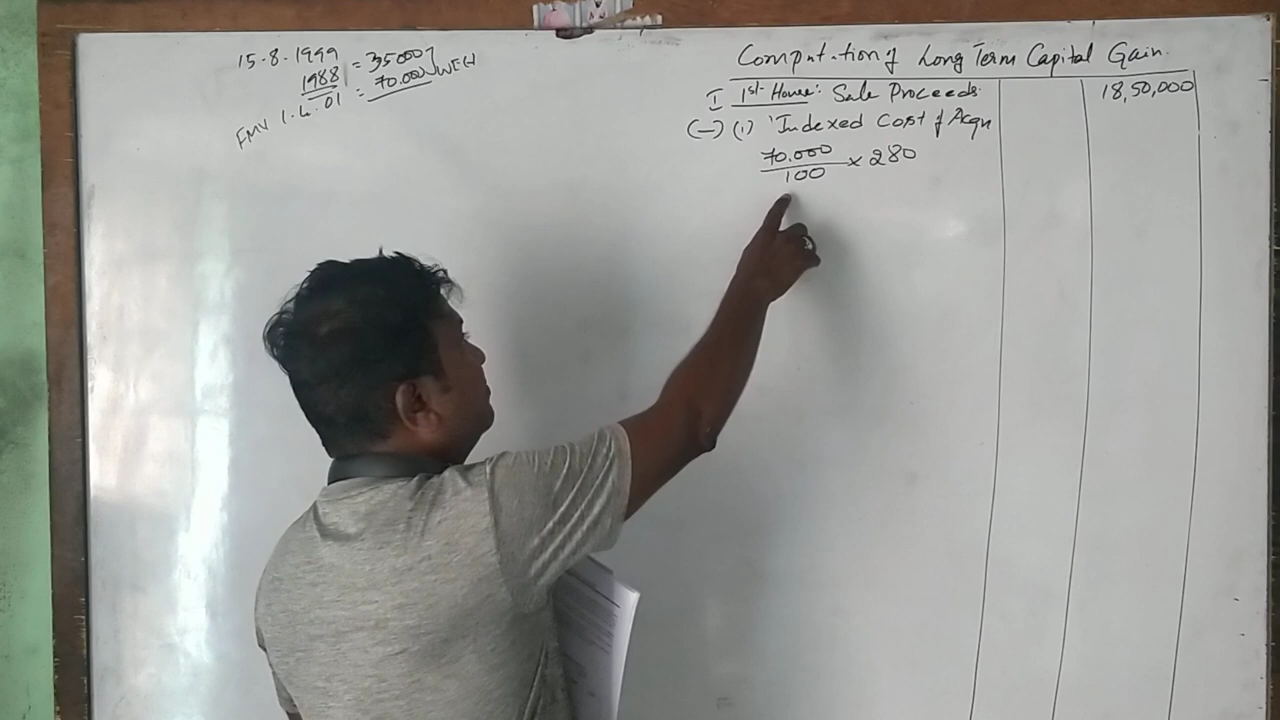 15.8.1999
1988 = 35000
FMV 1.4.01 = 70.000 WEH
Computation of Long Term Capital Gain.
I 1st House: Sale Proceeds. 18,50,000
(-) (1) Indexed Cost of Acqn
70.000
100 × 280